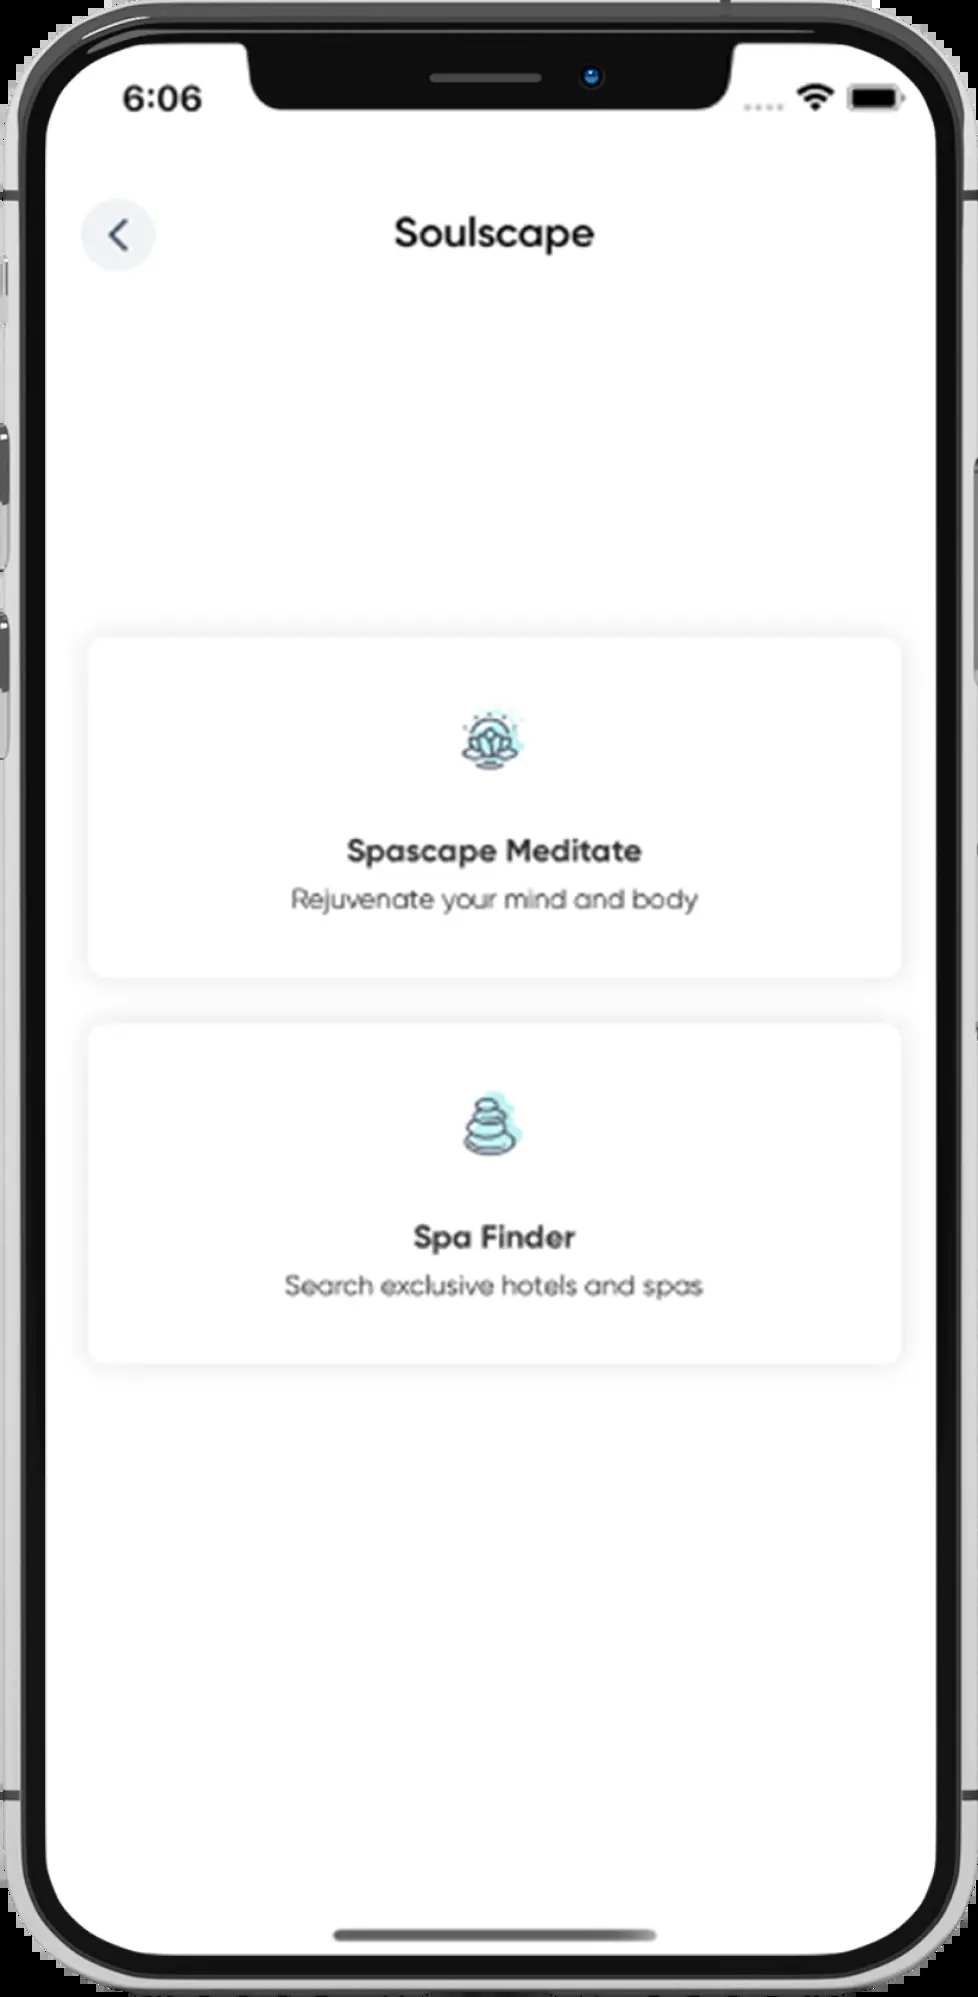 6:06
Soulscape
Spascape Meditate
Rejuvenate your mind and body
Spa Finder
Search exclusive hotels and spas